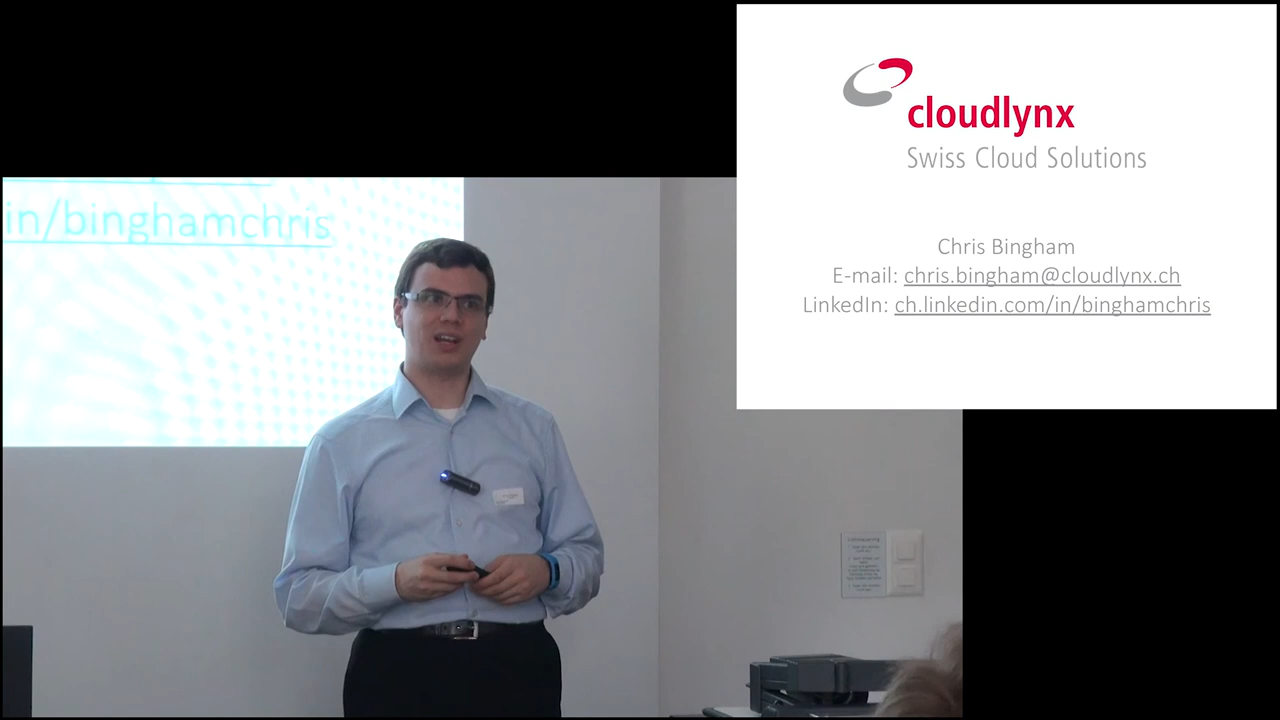 cloudlynx
Swiss Cloud Solutions
Chris Bingham
E-mail: chris.bingham@cloudlynx.ch
LinkedIn: ch.linkedin.com/in/binghamchris
in/binghamchris